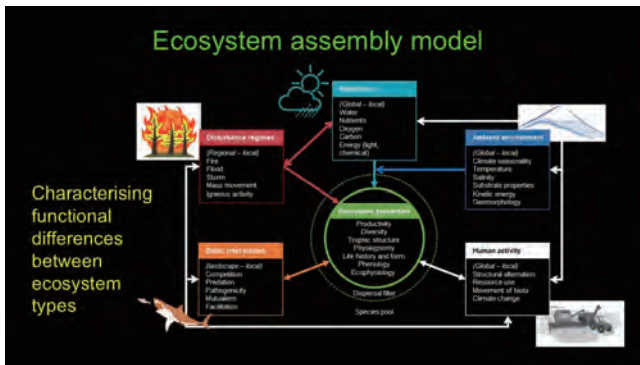 Ecosystem assembly model
Resources
(Global – local)
Water
Nutrients
Oxygen
Carbon
Energy (light,
chemical)
Disturbance regimes
(Regional – local)
Fire
Flood
Storm
Mass movement
Igneous activity
Ambient environment
(Global – local)
Climate seasonality
Temperature
Salinity
Substrate properties
Kinetic energy
Geomorphology
Characterising
functional
differences
between
ecosystem
types
Ecosystem properties
Productivity
Diversity
Trophic structure
Physiognomy
Life history and form
Phenology
Ecophysiology
Biotic interactions
(landscape – local)
Competition
Predation
Pathogenicity
Mutualism
Facilitation
Human activity
(Global – local)
Structural alternation
Resource use
Movement of biota
Climate change
Dispersal filter
Species pool